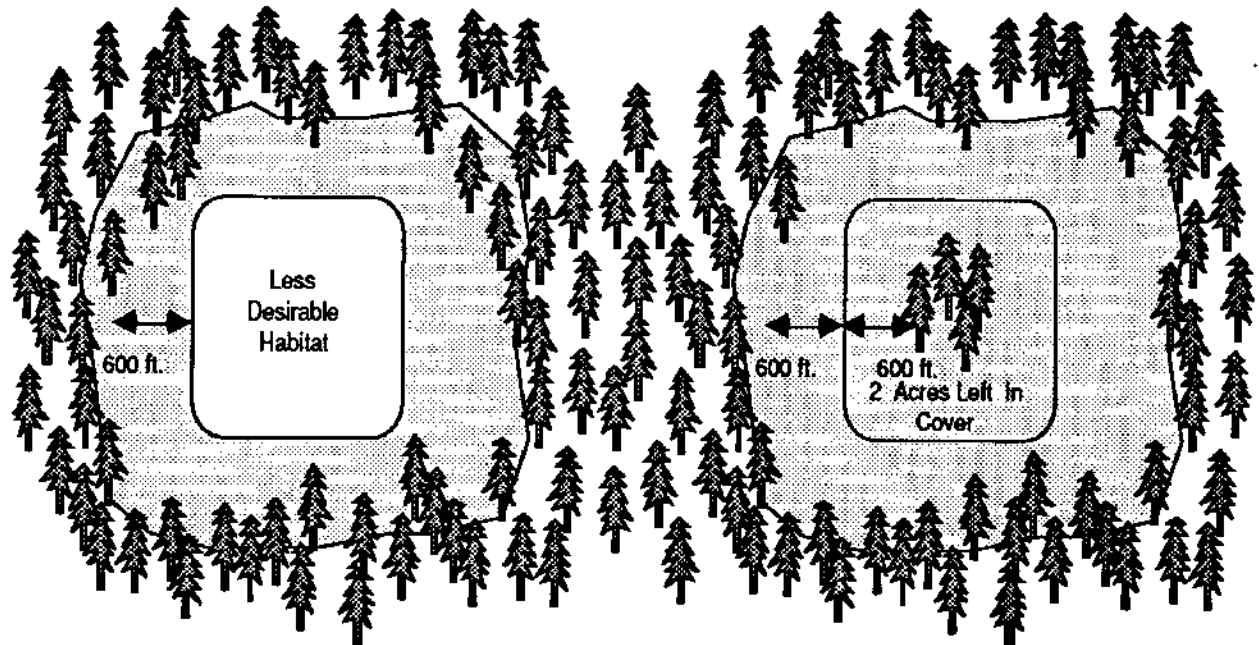 Less
Desirable
Habitat
600 ft.
600 ft.
600 ft.
2 Acres Left In
Cover